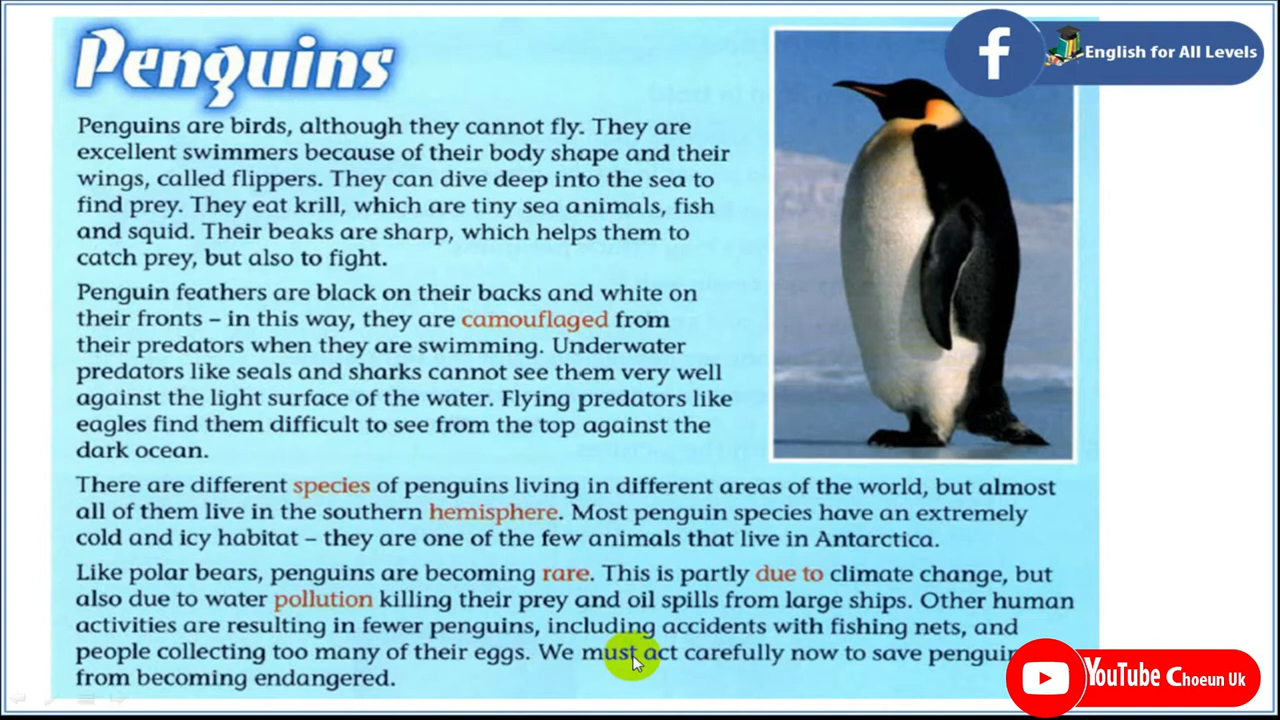 Penguins
English for All Levels
Penguins are birds, although they cannot fly. They are
excellent swimmers because of their body shape and their
wings, called flippers. They can dive deep into the sea to
find prey. They eat krill, which are tiny sea animals, fish
and squid. Their beaks are sharp, which helps them to
catch prey, but also to fight.
Penguin feathers are black on their backs and white on
their fronts – in this way, they are camouflaged from
their predators when they are swimming. Underwater
predators like seals and sharks cannot see them very well
against the light surface of the water. Flying predators like
eagles find them difficult to see from the top against the
dark ocean.
There are different species of penguins living in different areas of the world, but almost
all of them live in the southern hemisphere. Most penguin species have an extremely
cold and icy habitat – they are one of the few animals that live in Antarctica.
Like polar bears, penguins are becoming rare. This is partly due to climate change, but
also due to water pollution killing their prey and oil spills from large ships. Other human
activities are resulting in fewer penguins, including accidents with fishing nets, and
people collecting too many of their eggs. We must act carefully now to save
from becoming endangered.
YouTube Choeun Uk